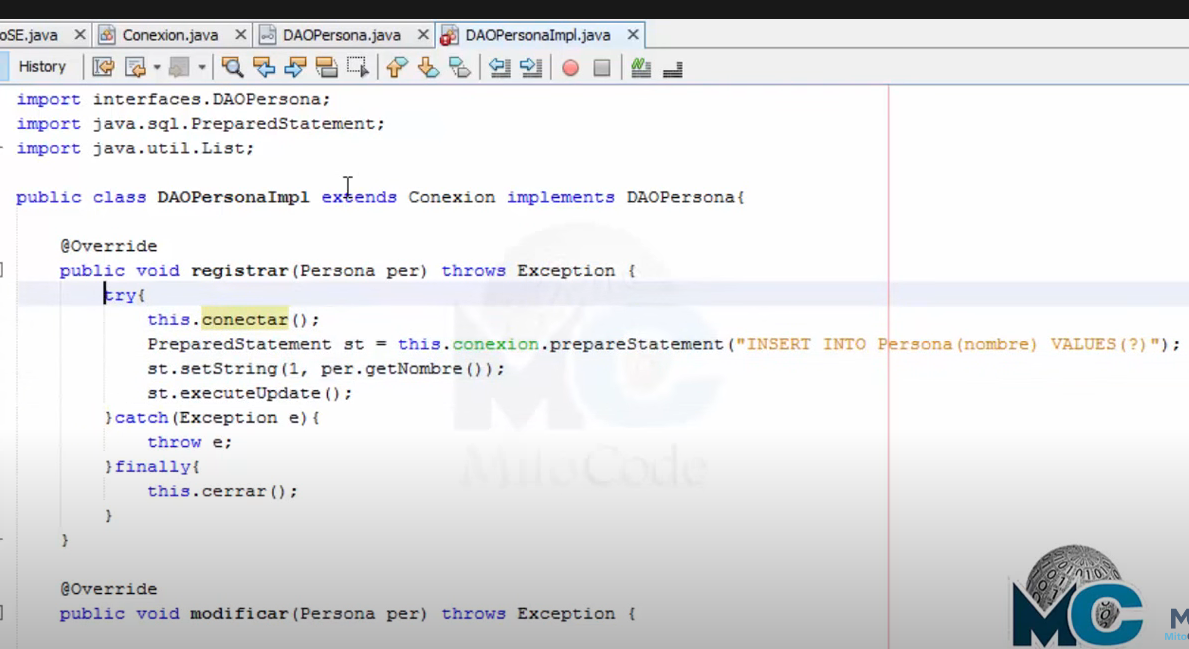 oSE.java
Conexion.java
DAOPersona.java
DAOPersonaImpl.java
History
import interfaces.DAOPersona;
import java.sql.PreparedStatement;
import java.util.List;
public class DAOPersonaImpl extends Conexion implements DAOPersona{
@Override
public void registrar(Persona per) throws Exception {
try{
this.conectar();
PreparedStatement st = this.conexion.prepareStatement("INSERT INTO Persona(nombre) VALUES(?)");
st.setString(1, per.getNombre());
st.executeUpdate();
}catch(Exception e){
throw e;
}finally{
this.cerrar();
}
}
@Override
public void modificar(Persona per) throws Exception {
MC
MitoCode
MC
M
Mito